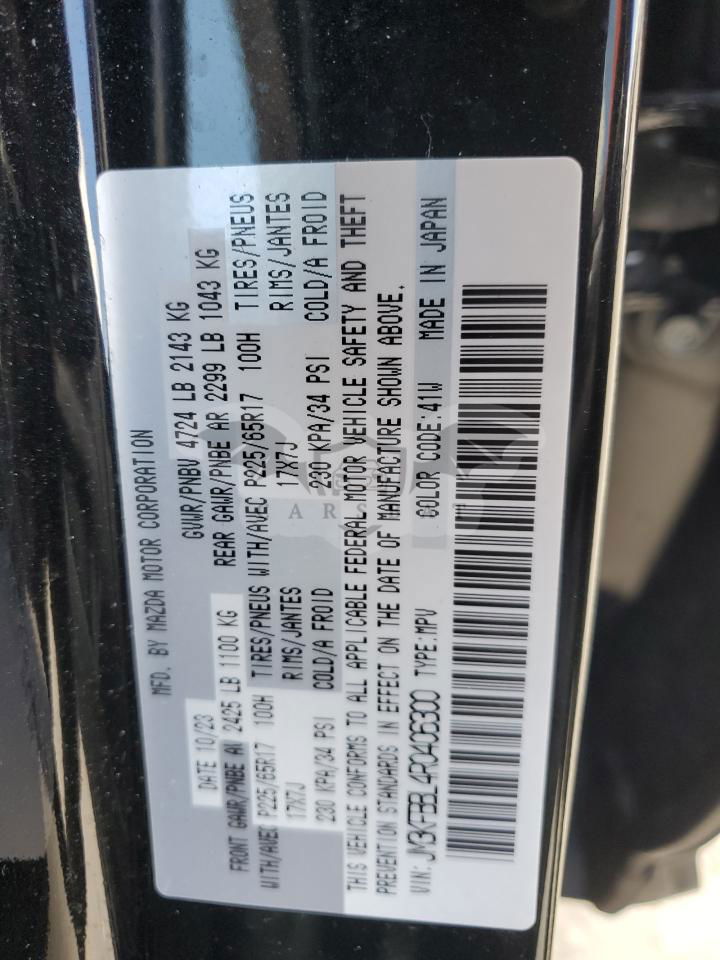 MFD. BY MAZDA MOTOR CORPORATION
DATE 10/23 GVWR/PNBV 4724 LB 2143 KG
FRONT GAWR/PNBE AV 2425 LB 1100 KG REAR GAWR/PNBE AR 2299 LB 1043 KG
WITH/AVEC P225/65R17 100H TIRES/PNEUS WITH/AVEC P225/65R17 100H TIRES/PNEUS
17X7J RIMS/JANTES 17X7J RIMS/JANTES
230 KPA/34 PSI COLD/A FROID 230 KPA/34 PSI COLD/A FROID
THIS VEHICLE CONFORMS TO ALL APPLICABLE FEDERAL MOTOR VEHICLE SAFETY AND THEFT
PREVENTION STANDARDS IN EFFECT ON THE DATE OF MANUFACTURE SHOWN ABOVE.
VIN: JM3KFBBL4R0406300 TYPE:MPV COLOR CODE:41W MADE IN JAPAN